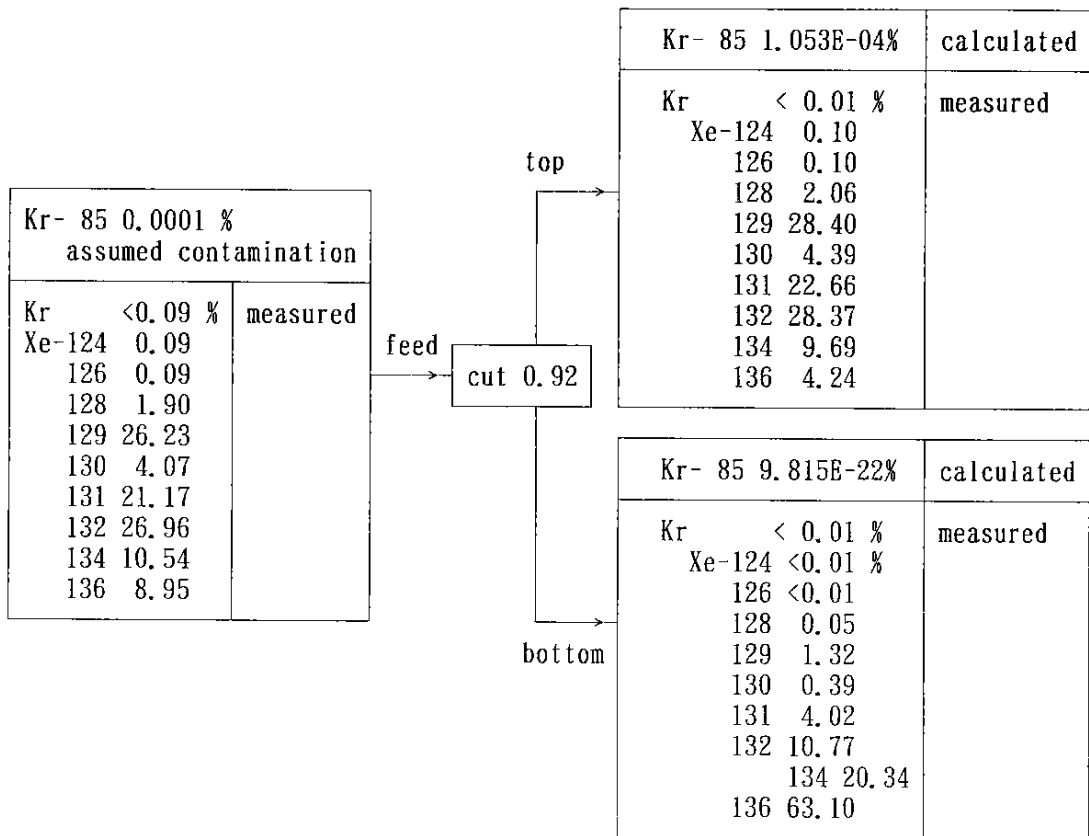 Kr- 85 0.0001 %
assumed contamination
Kr <0.09 % measured
Xe-124 0.09
126 0.09
128 1.90
129 26.23
130 4.07
131 21.17
132 26.96
134 10.54
136 8.95
feed
cut 0.92
top
Kr- 85 1.053E-04% calculated
Kr < 0.01 % measured
Xe-124 0.10
126 0.10
128 2.06
129 28.40
130 4.39
131 22.66
132 28.37
134 9.69
136 4.24
bottom
Kr- 85 9.815E-22% calculated
Kr < 0.01 % measured
Xe-124 <0.01 %
126 <0.01
128 0.05
129 1.32
130 0.39
131 4.02
132 10.77
134 20.34
136 63.10